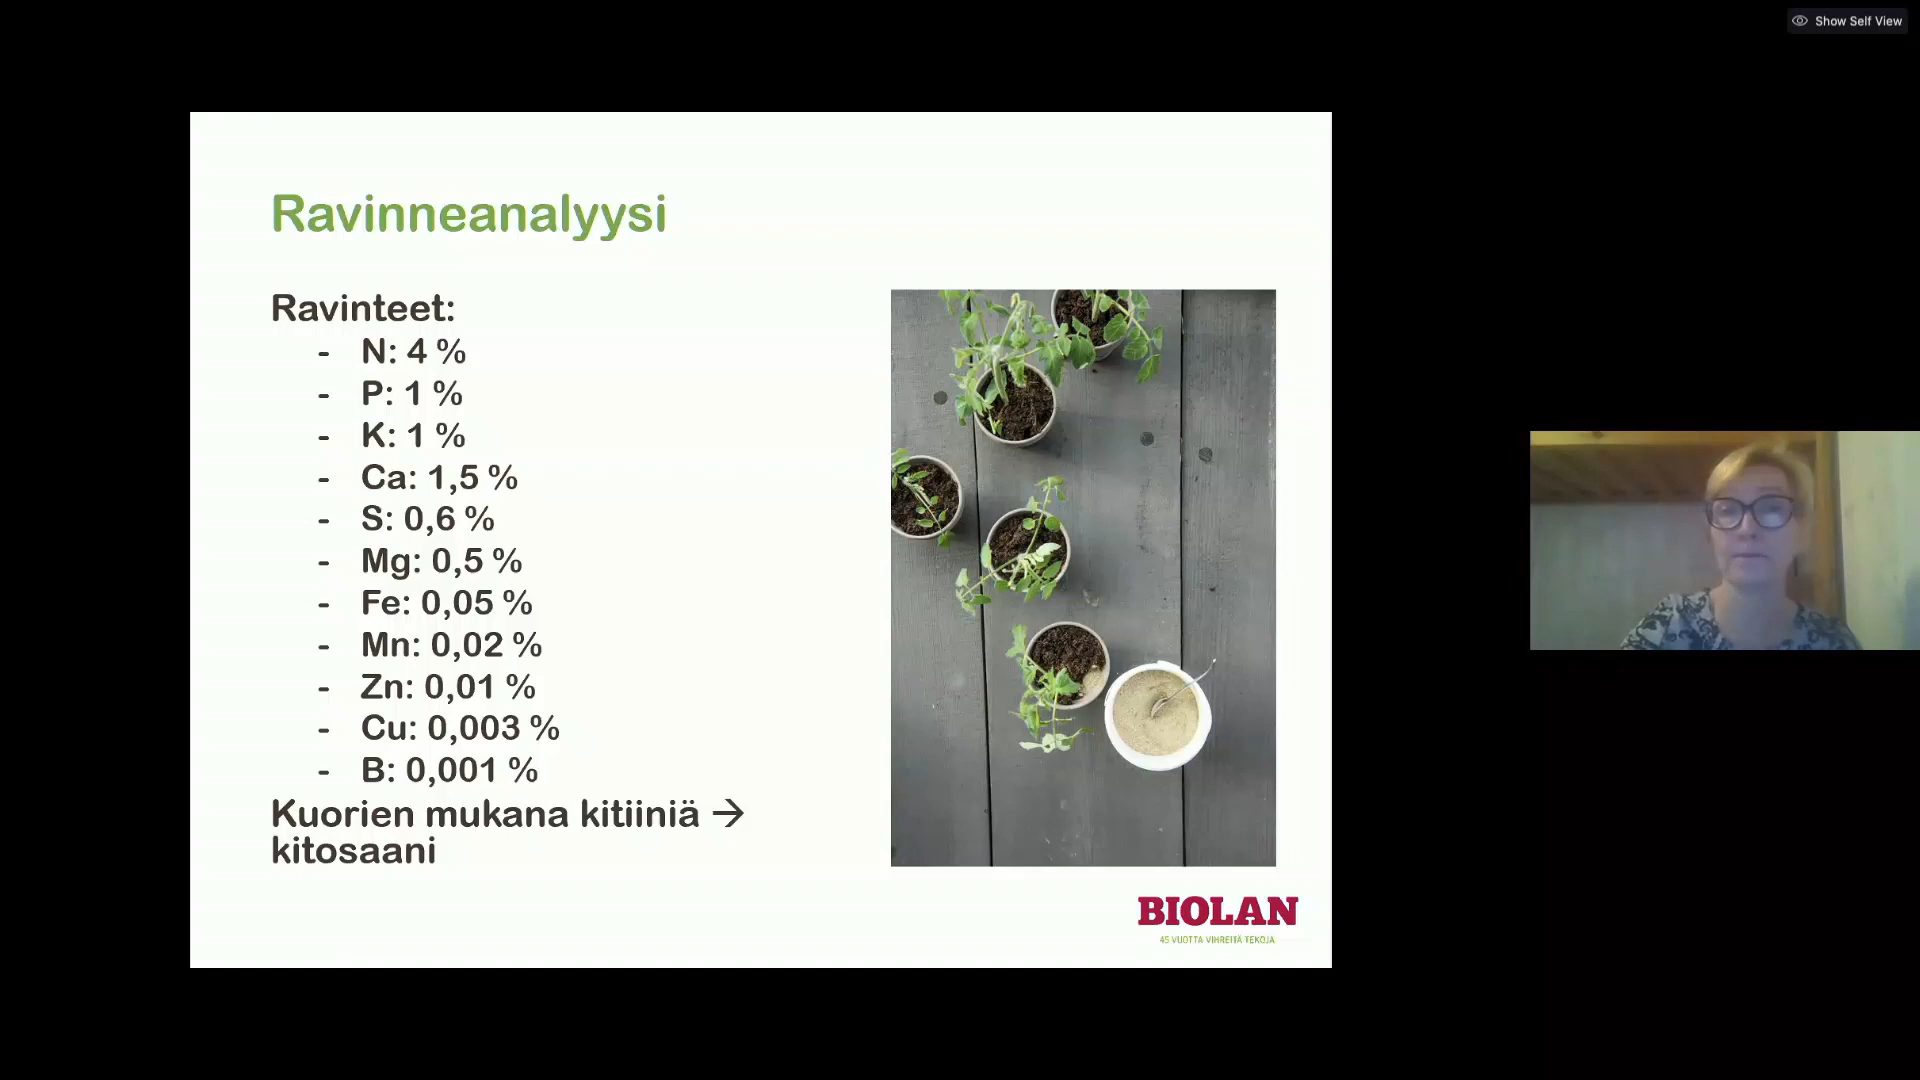 Show Self View
Ravinneanalyysi
Ravinteet:
- N: 4 %
- P: 1 %
- K: 1 %
- Ca: 1,5 %
- S: 0,6 %
- Mg: 0,5 %
- Fe: 0,05 %
- Mn: 0,02 %
- Zn: 0,01 %
- Cu: 0,003 %
- B: 0,001 %
Kuorien mukana kitiiniä →
kitosaani
BIOLAN
45 VUOTTA VIHREITÄ TEKOJA